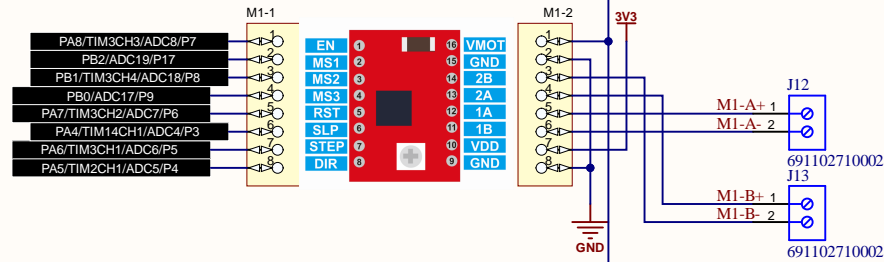 M1-1
M1-2
3V3
PA8/TIM3CH3/ADC8/P7
1
EN
1
16
VMOT
1
PB2/ADC19/P17
2
MS1
2
15
GND
2
PB1/TIM3CH4/ADC18/P8
3
MS2
3
14
2B
3
J12
PB0/ADC17/P9
4
MS3
4
13
2A
4
PA7/TIM3CH2/ADC7/P6
5
RST
5
12
1A
5
M1-A+ 1
PA4/TIM14CH1/ADC4/P3
6
SLP
6
11
1B
6
M1-A- 2
PA6/TIM3CH1/ADC6/P5
7
STEP
7
10
VDD
7
691102710002
PA5/TIM2CH1/ADC5/P4
8
DIR
8
9
GND
8
J13
M1-B+ 1
M1-B- 2
GND
691102710002